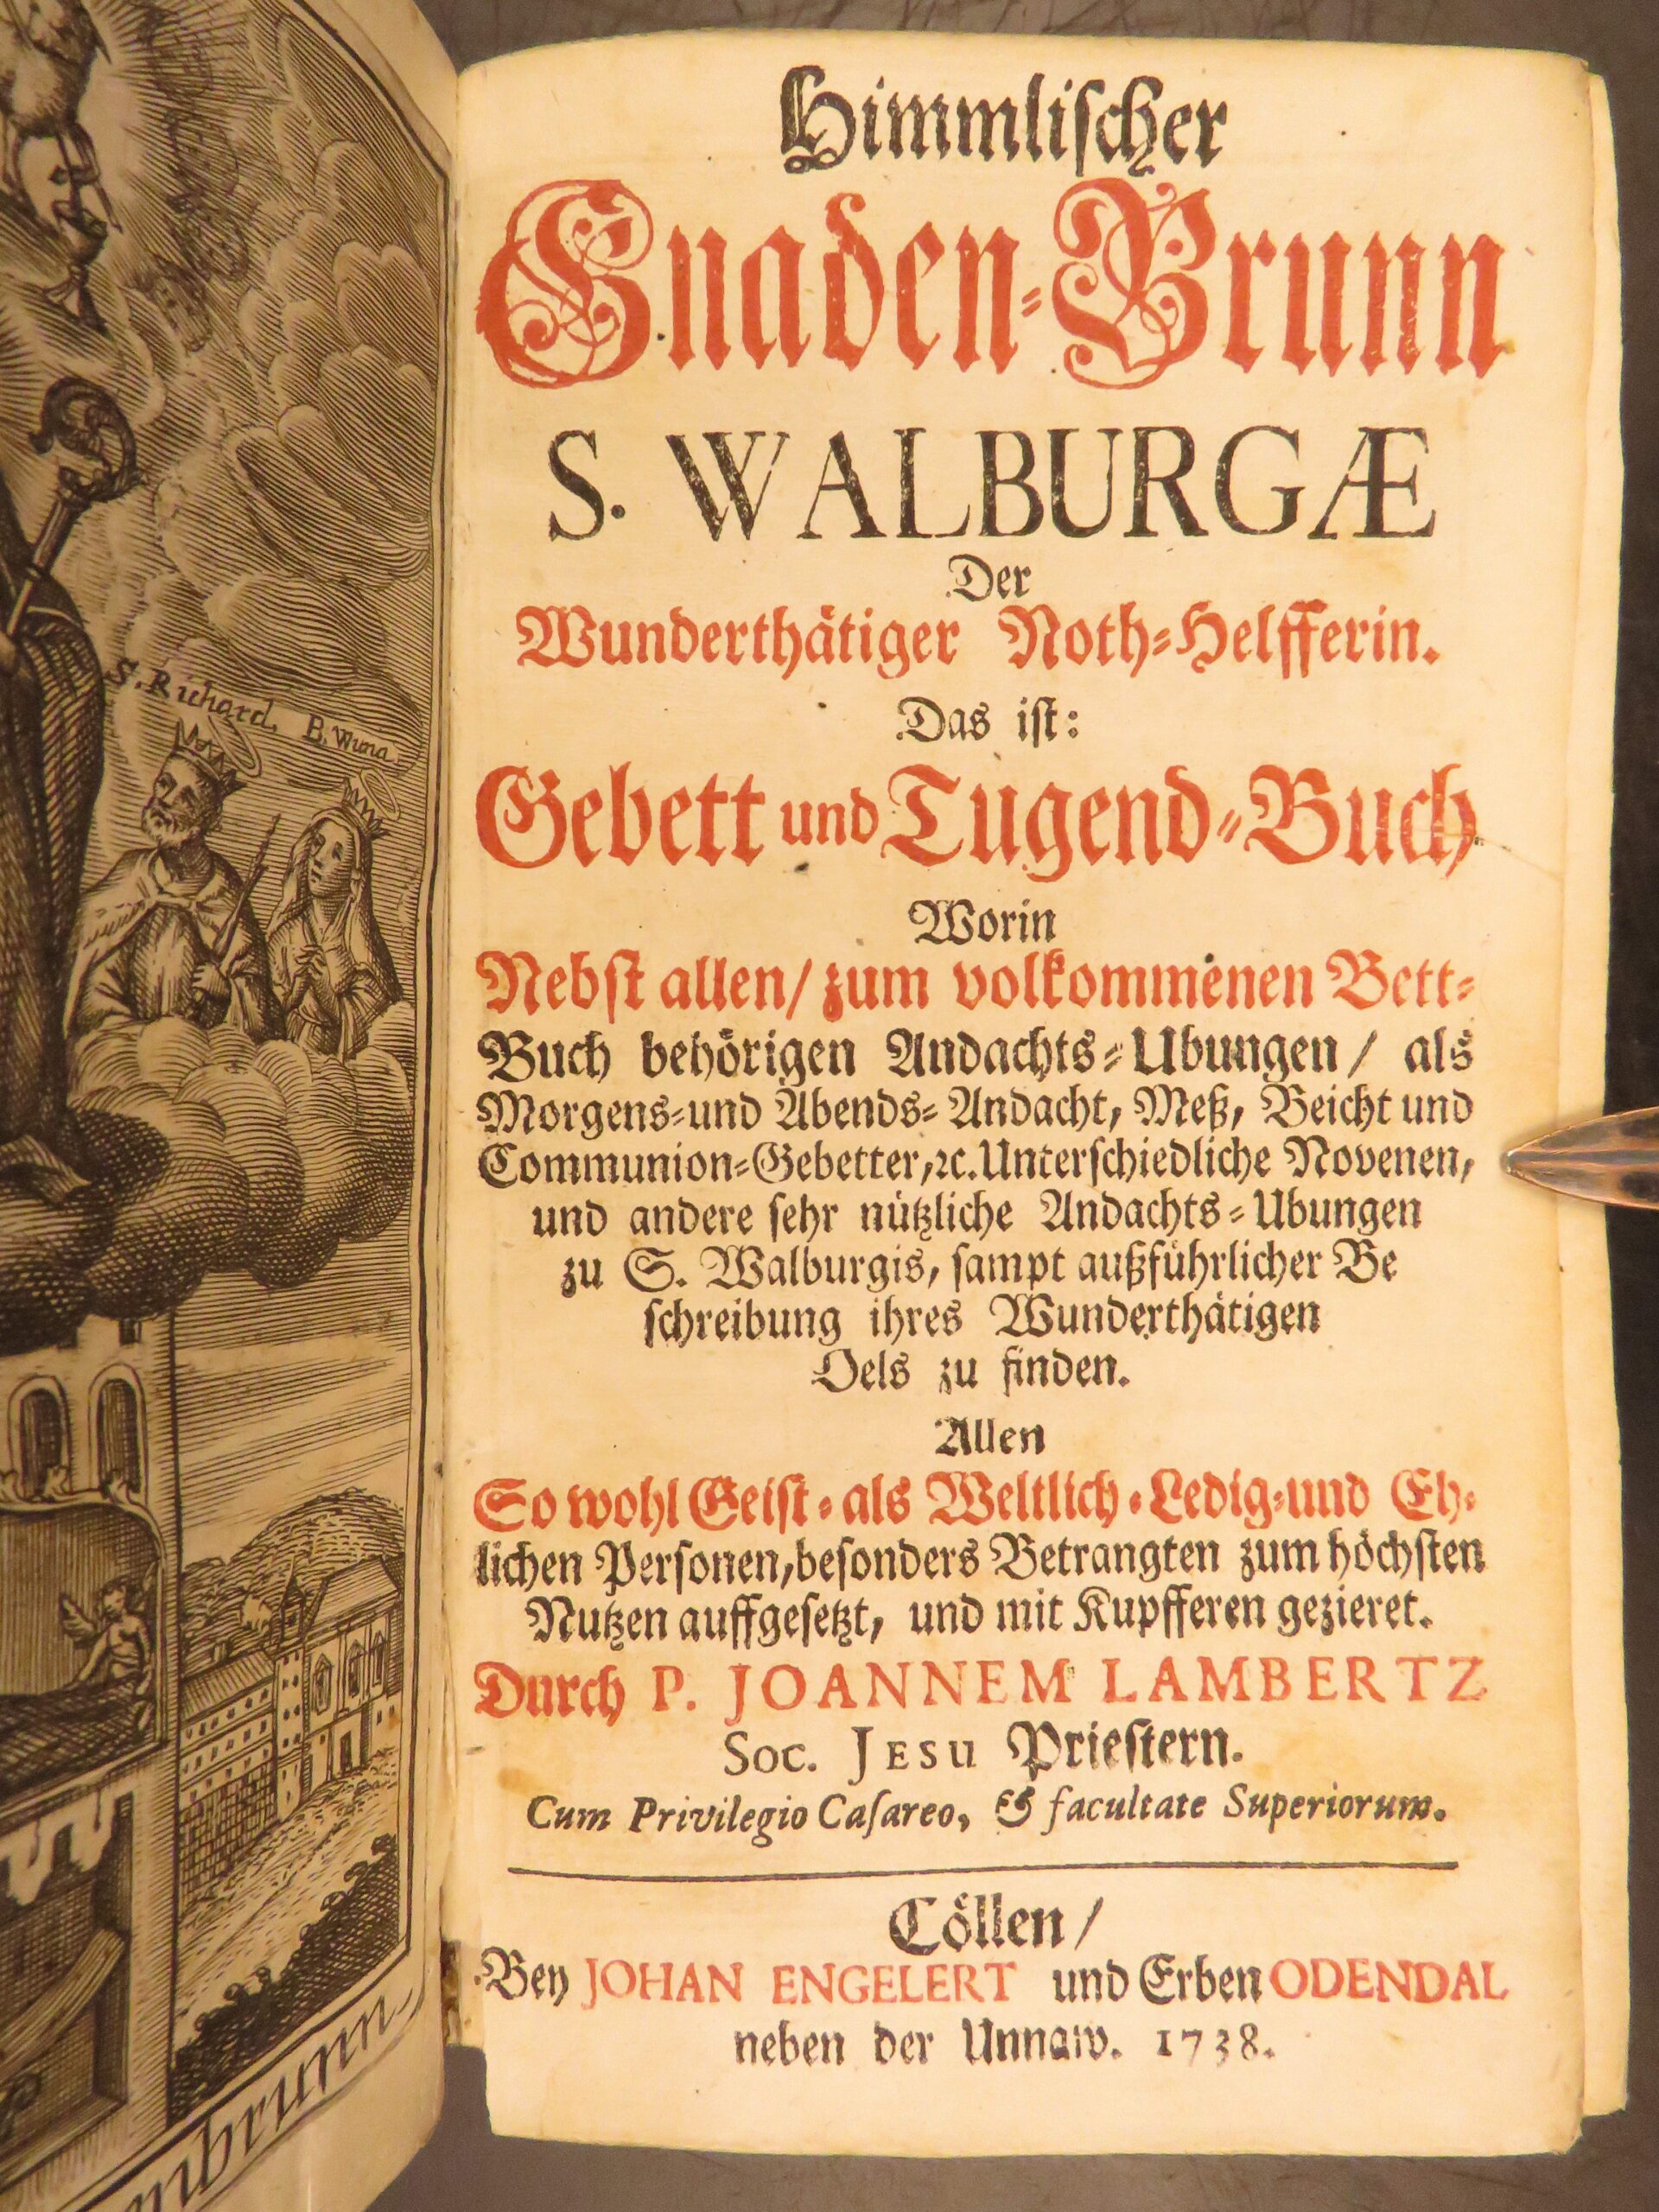 S. Richard. B. Wuna.
nbrunn
Himmlischer
Gnaden-Brunn
S. WALBURGÆ
Der
Wunderthätiger Noth-Helfferin.
Das ist:
Gebett und Tugend-Buch
Worin
Nebst allen/ zum volkommenen Bett-
Buch behörigen Andachts-Ubungen / als
Morgens-und Abends-Andacht, Meß, Beicht und
Communion-Gebetter, ꝛc. Unterschiedliche Novenen,
und andere sehr nützliche Andachts-Ubungen
zu S. Walburgis, sampt außführlicher Be
schreibung ihres Wunderthätigen
Oels zu finden.
Allen
So wohl Geist-als Weltlich-Ledig-und Eh-
lichen Personen, besonders Betrangten zum höchsten
Nutzen auffgesetzt, und mit Kupfferen gezieret.
Durch P. JOANNEM LAMBERTZ
Soc. JESU Priestern.
Cum Privilegio Casareo, & facultate Superiorum.
Cöllen/
Bey JOHAN ENGELERT und Erben ODENDAL
neben der Unnaw. 1738.